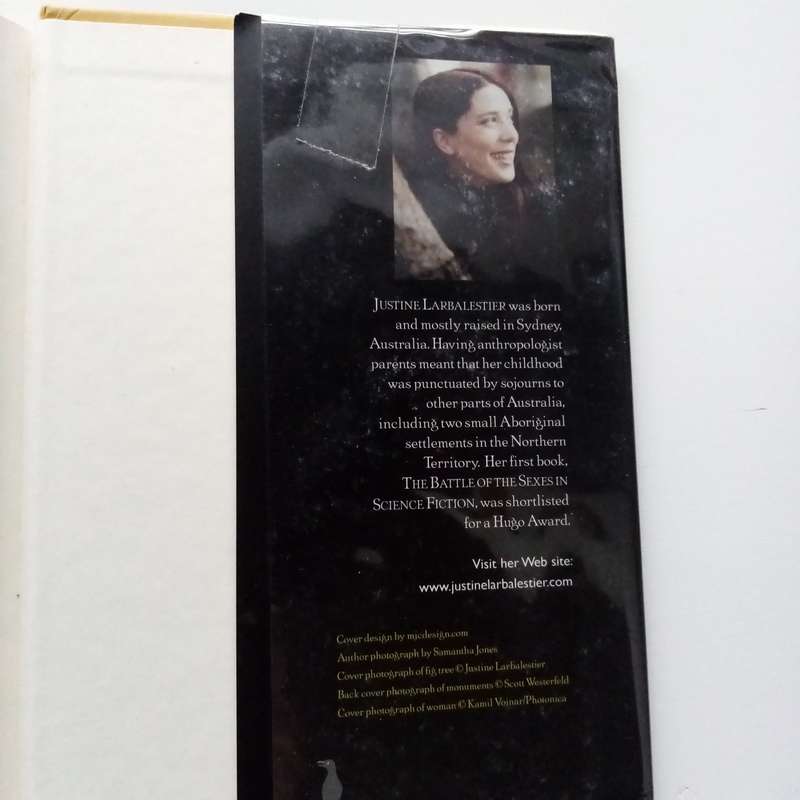 JUSTINE LARBALESTIER was born
and mostly raised in Sydney,
Australia. Having anthropologist
parents meant that her childhood
was punctuated by sojourns to
other parts of Australia,
including two small Aboriginal
settlements in the Northern
Territory. Her first book,
THE BATTLE OF THE SEXES IN
SCIENCE FICTION, was shortlisted
for a Hugo Award.
Visit her Web site:
www.justinelarbalestier.com
Cover design by mjcdesign.com
Author photograph by Samantha Jones
Cover photograph of fig tree © Justine Larbalestier
Back cover photograph of monuments © Scott Westerfeld
Cover photograph of woman © Kamil Vojnar/Photonica